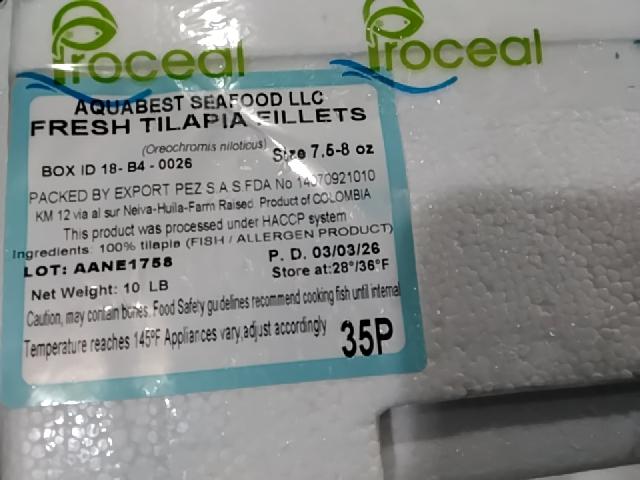 Proceal
Proceal
AQUABEST SEAFOOD LLC
FRESH TILAPIA FILLETS
(Oreochromis niloticus) Size 7,5-8 oz
BOX ID 18- B4 - 0026
PACKED BY EXPORT PEZ S.A.S.FDA No 14070921010
KM 12 via al sur Neiva-Huila-Farm Raised Product of COLOMBIA
This product was processed under HACCP system
Ingredients: 100% tilapia (FISH / ALLERGEN PRODUCT)
LOT: AANE1758 P. D. 03/03/26
Net Weight: 10 LB Store at:28°/36°F
Caution, may contain bones. Food Safety guidelines recommend cooking fish until internal
Temperature reaches 145ºF Appliances vary,adjust accordingly
35P